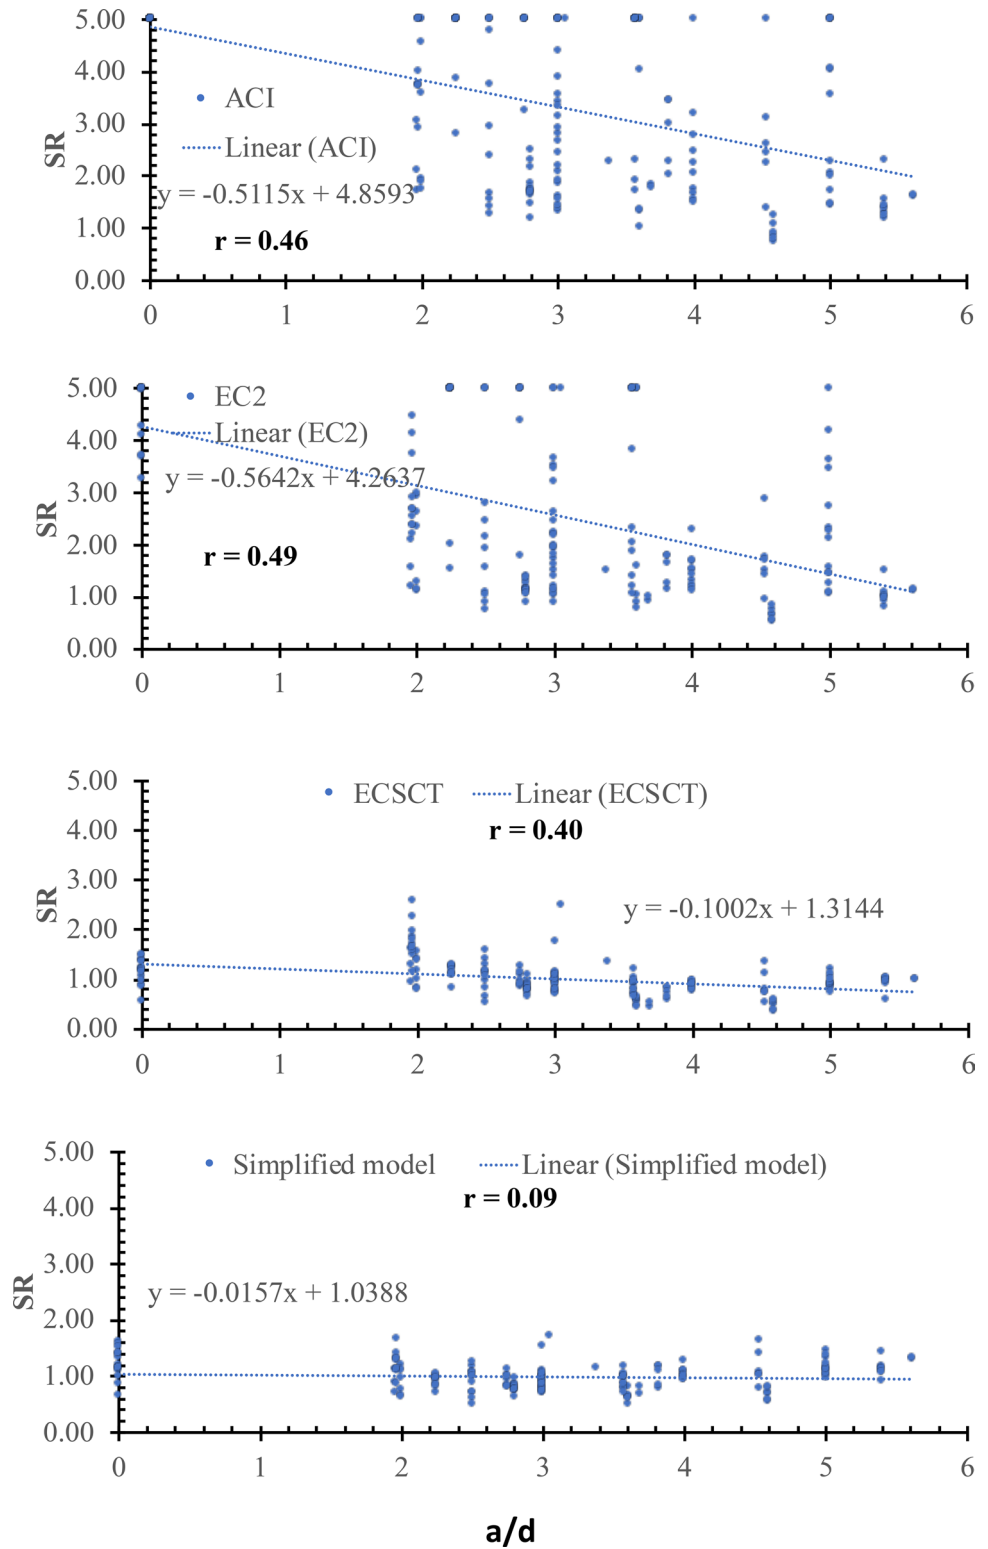 5.00
4.00
3.00
2.00
1.00
0.00
SR
ACI
Linear (ACI)
y = -0.5115x + 4.8593
r = 0.46
0 1 2 3 4 5 6
5.00
4.00
3.00
2.00
1.00
0.00
SR
EC2
Linear (EC2)
y = -0.5642x + 4.2637
r = 0.49
0 1 2 3 4 5 6
5.00
4.00
3.00
2.00
1.00
0.00
SR
ECSCT Linear (ECSCT)
r = 0.40
y = -0.1002x + 1.3144
0 1 2 3 4 5 6
5.00
4.00
3.00
2.00
1.00
0.00
SR
Simplified model Linear (Simplified model)
r = 0.09
y = -0.0157x + 1.0388
0 1 2 3 4 5 6
a/d